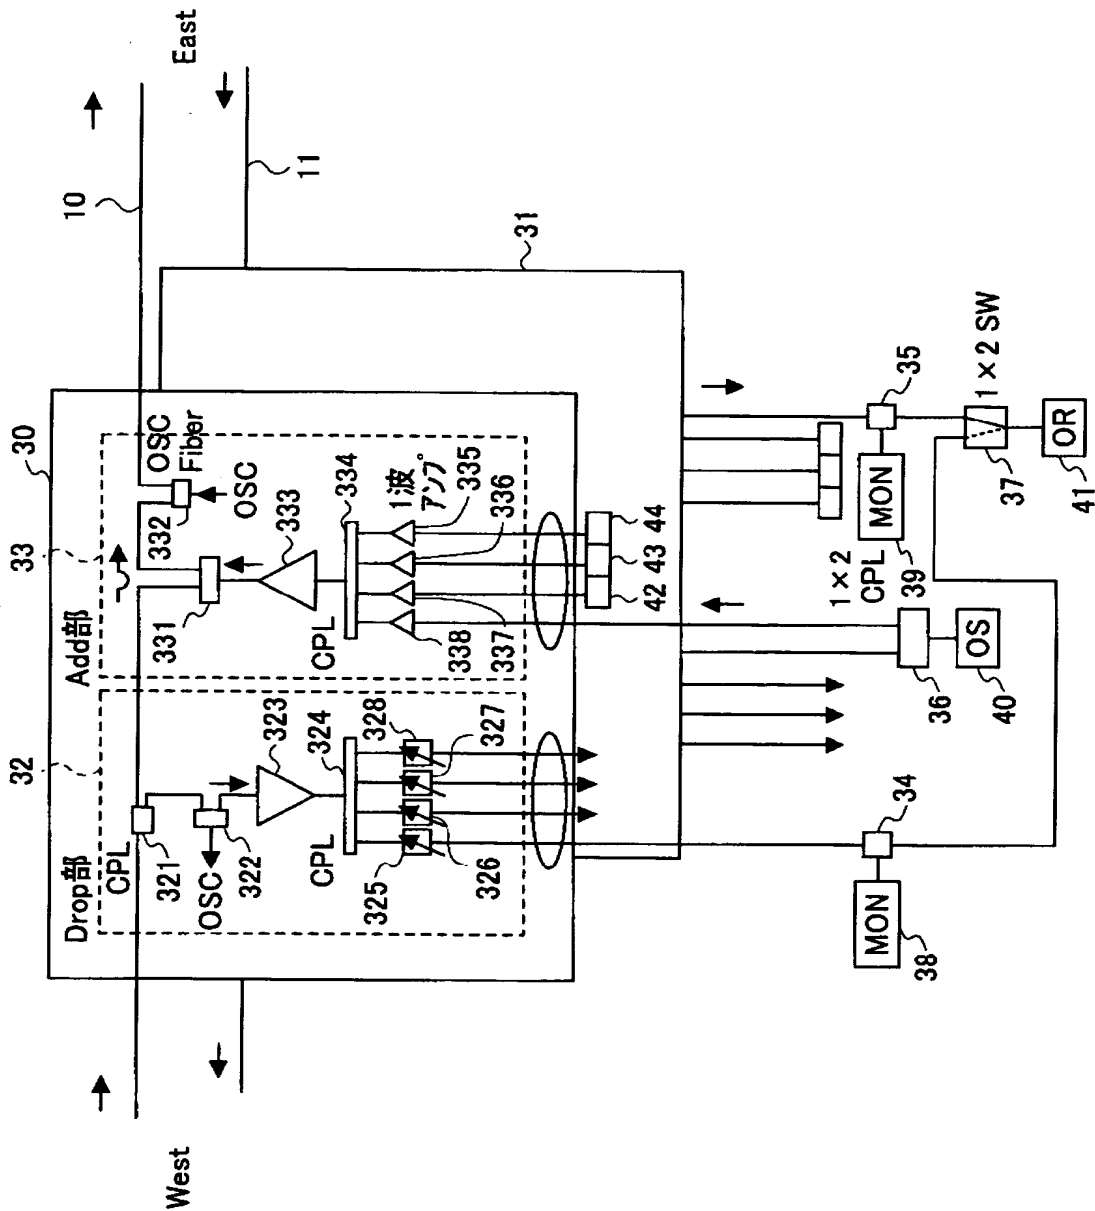 West
East
10
11
30
31
32
33
Drop部
Add部
CPL
321
OSC
322
323
CPL
324
325
326
327
328
331
OSC
Fiber
332
OSC
333
CPL
334
1波
アンプ
335
336
337
338
42
43
44
1×2
CPL
36
OS
40
MON
39
35
1×2 SW
37
OR
41
34
MON
38